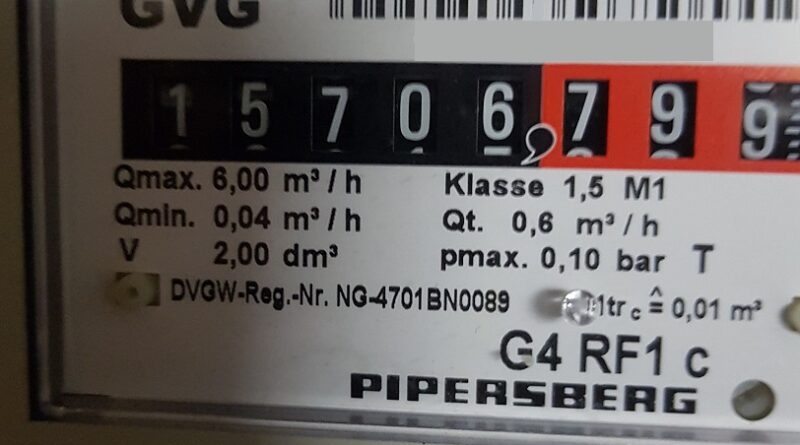 GVG
15706,799
Qmax. 6,00 m³/h Klasse 1,5 M1
Qmin. 0,04 m³/h Qt. 0,6 m³/h
V 2,00 dm³ pmax. 0,10 bar T
DVGW-Reg.-Nr. NG-4701BN0089 1tr c ≙ 0,01 m³
G4 RF1 c
PIPERSBERG